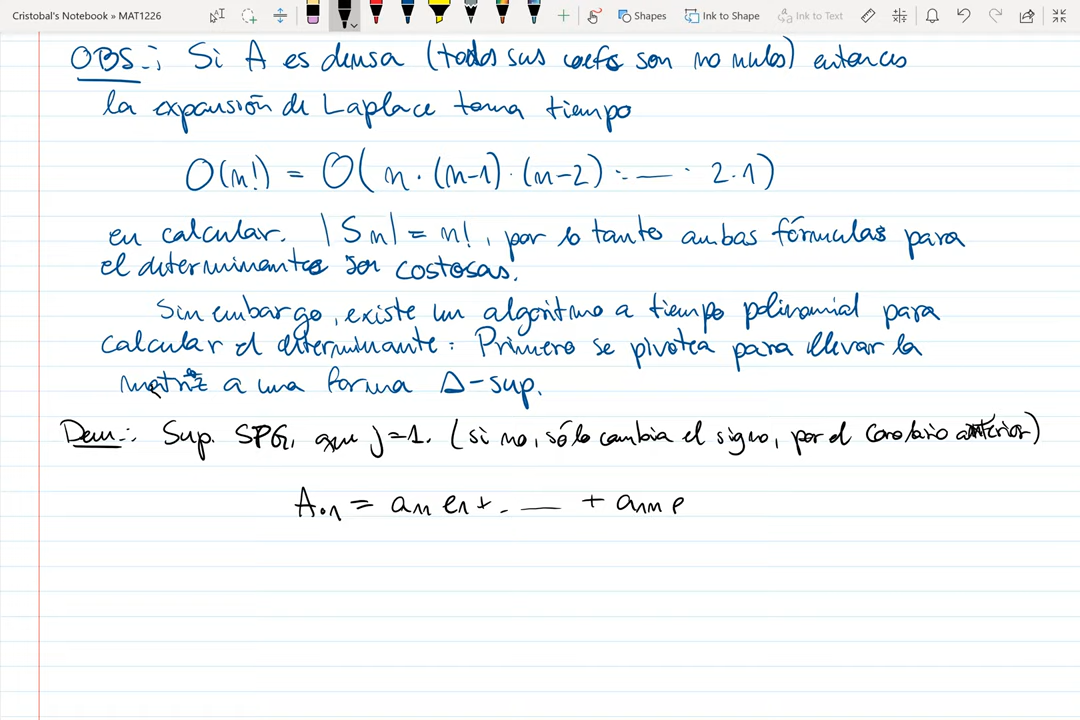 Cristobal's Notebook » MAT1226
Shapes
Ink to Shape
Ink to Text
OBS.: Si A es densa (todos sus coefs son no nulos) entonces
la expansión de Laplace toma tiempo
O(n!) = O( n · (n-1) · (n-2) · — · 2·1)
en calcular. |Sn| = n!, por lo tanto ambas fórmulas para
el determinante son costosas.
Sin embargo, existe un algoritmo a tiempo polinomial para
calcular el determinante: Primero se pivotea para llevar la
matriz a una forma Δ-sup.
Dem.: Sup. SPG, que j=1. (si no, sólo cambia el signo, por el corolario anterior)
A•1 = a11 e1 + . — + a1n e